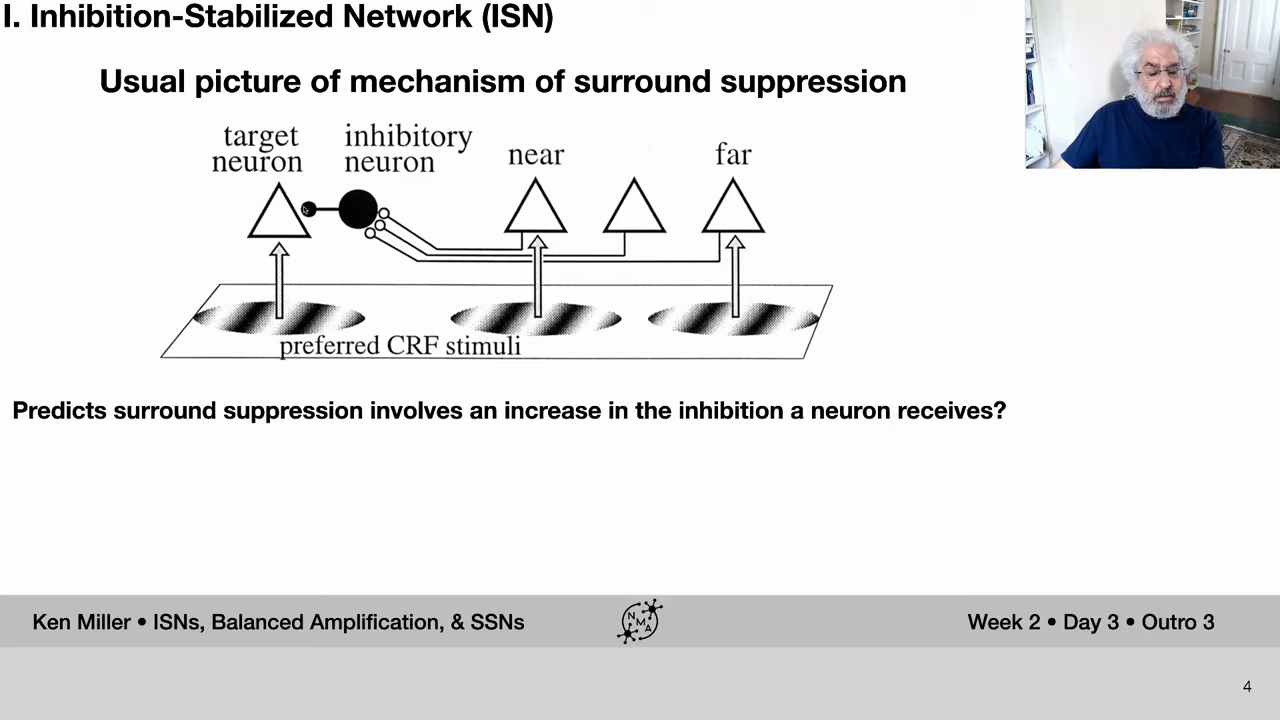 I. Inhibition-Stabilized Network (ISN)
Usual picture of mechanism of surround suppression
target
neuron
inhibitory
neuron
near
far
preferred CRF stimuli
Predicts surround suppression involves an increase in the inhibition a neuron receives?
Ken Miller • ISNs, Balanced Amplification, & SSNs
N
M
A
Week 2 • Day 3 • Outro 3
4